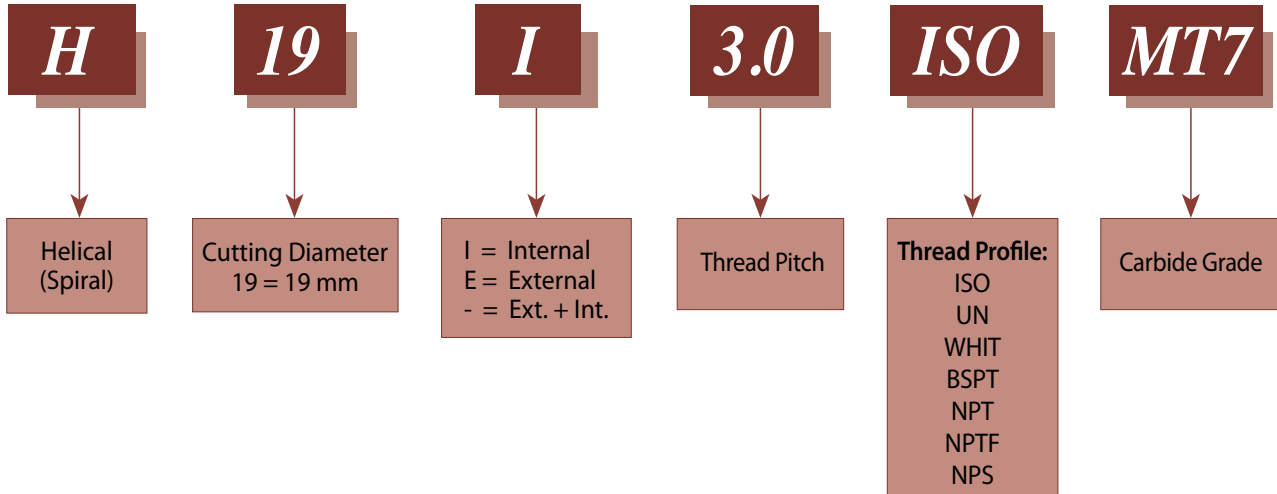 H 19 I 3.0 ISO MT7
Helical
(Spiral)
Cutting Diameter
19 = 19 mm
I = Internal
E = External
- = Ext. + Int.
Thread Pitch
Thread Profile:
ISO
UN
WHIT
BSPT
NPT
NPTF
NPS
Carbide Grade